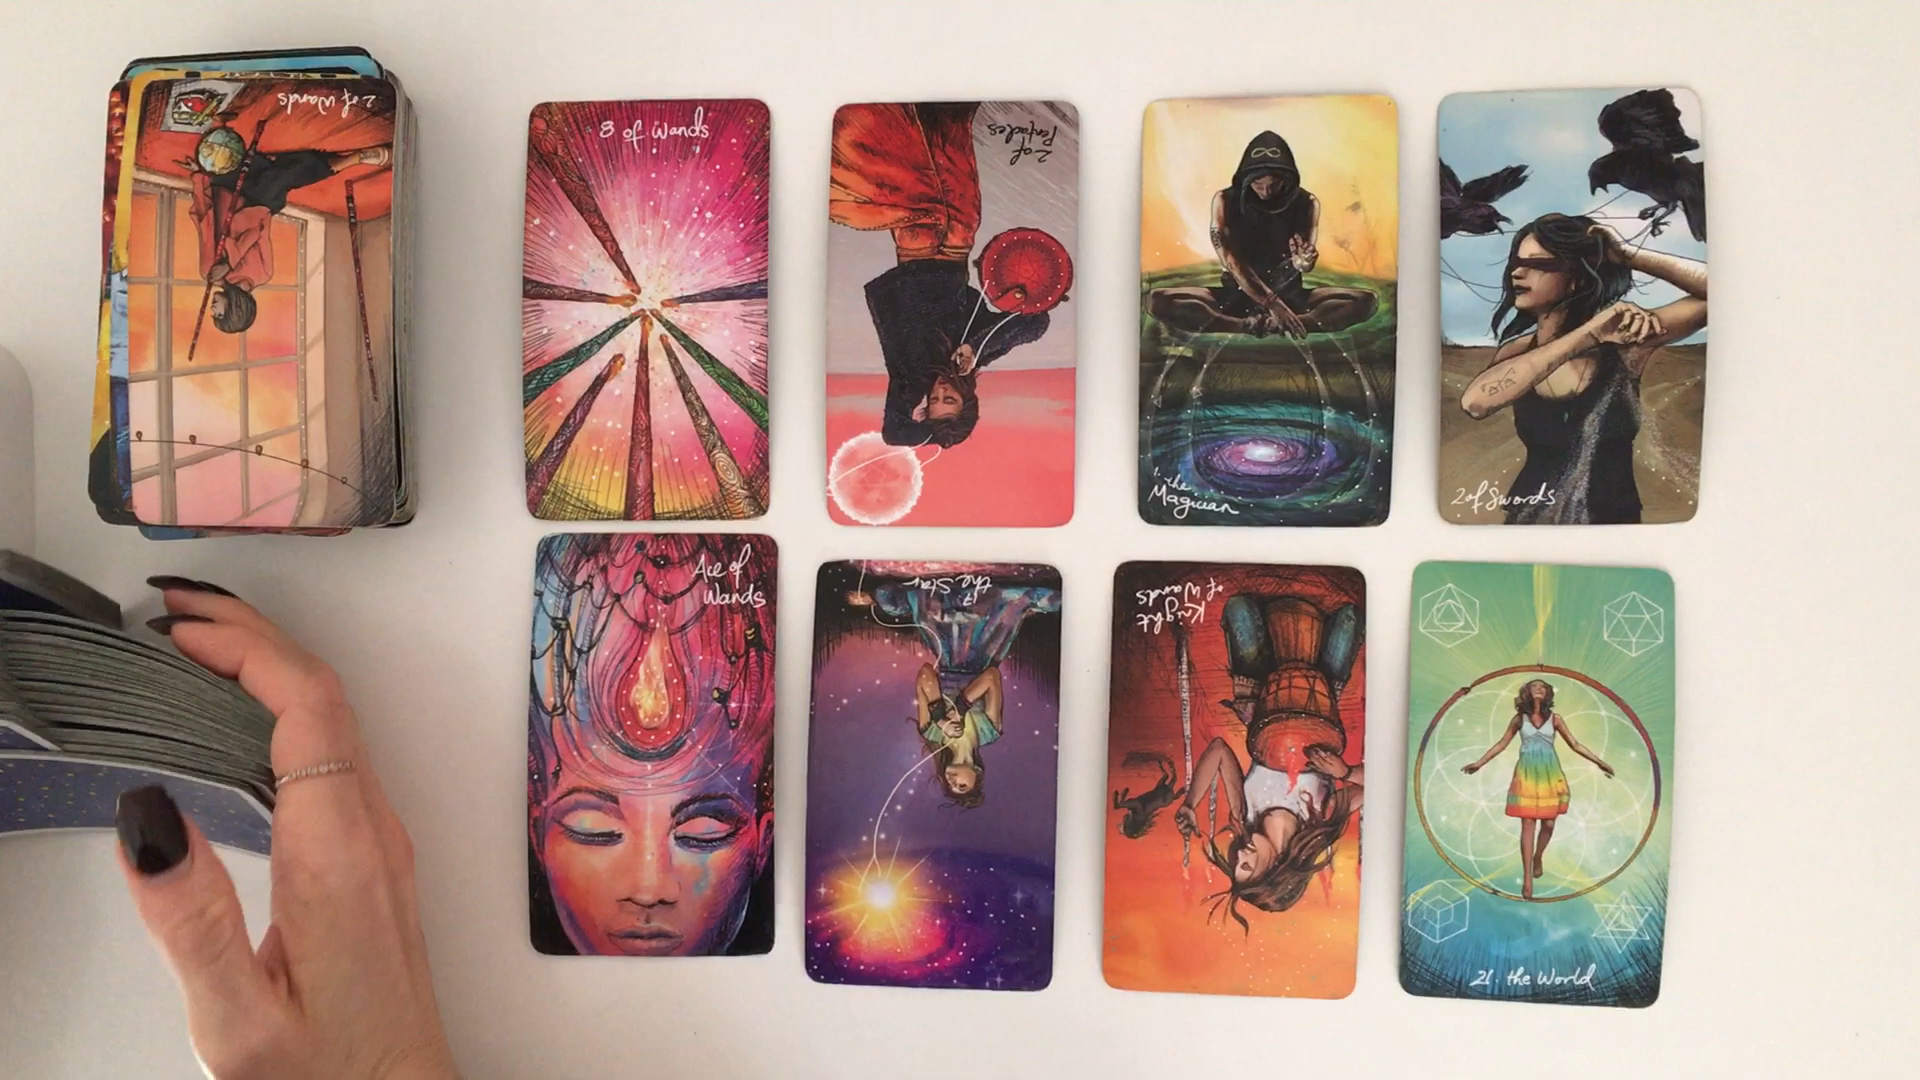 2 of Wands
8 of Wands
2 of
Pentacles
1. the
Magician
2 of Swords
Ace of
Wands
17
the Star
Knight
of Wands
21. the World